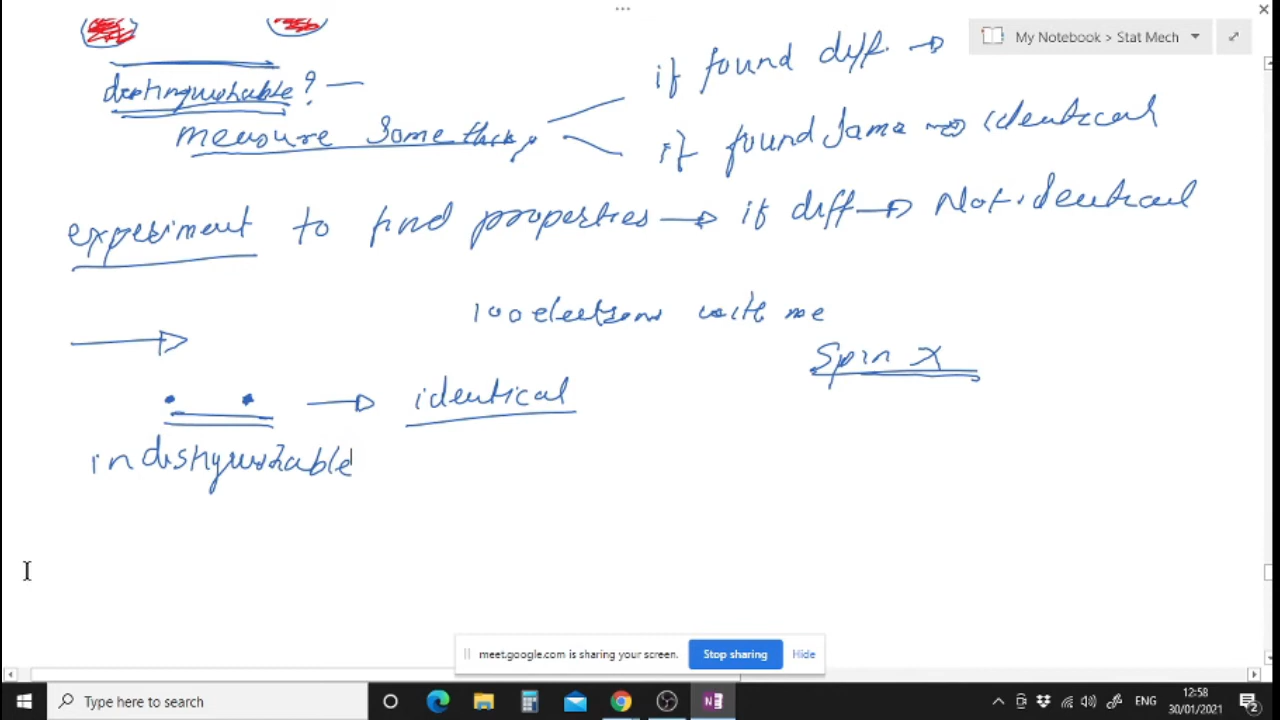 ...
My Notebook > Stat Mech
if found diff. →
distinguishable? —
measure something,
if found same → identical
experiment to find properties → if diff → Not identical
100 electrons with me
Spin X
→ identical
indistinguishable
meet.google.com is sharing your screen.
Stop sharing
Hide
Type here to search
ENG
12:58
30/01/2021
2